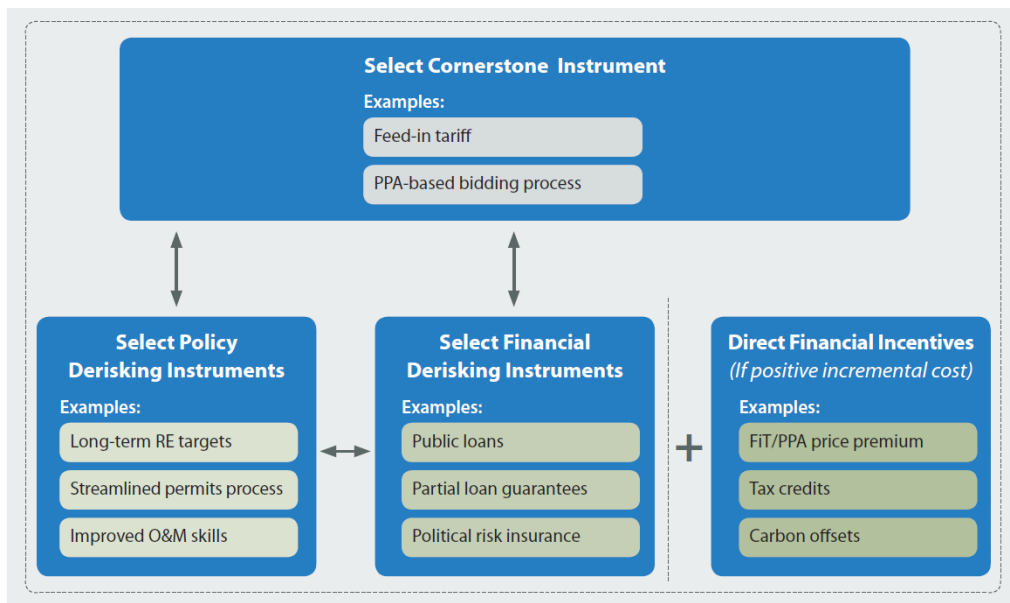 Select Cornerstone Instrument
Examples:
Feed-in tariff
PPA-based bidding process
Select Policy
Derisking Instruments
Examples:
Long-term RE targets
Streamlined permits process
Improved O&M skills
Select Financial
Derisking Instruments
Examples:
Public loans
Partial loan guarantees
Political risk insurance
+
Direct Financial Incentives
(If positive incremental cost)
Examples:
FiT/PPA price premium
Tax credits
Carbon offsets